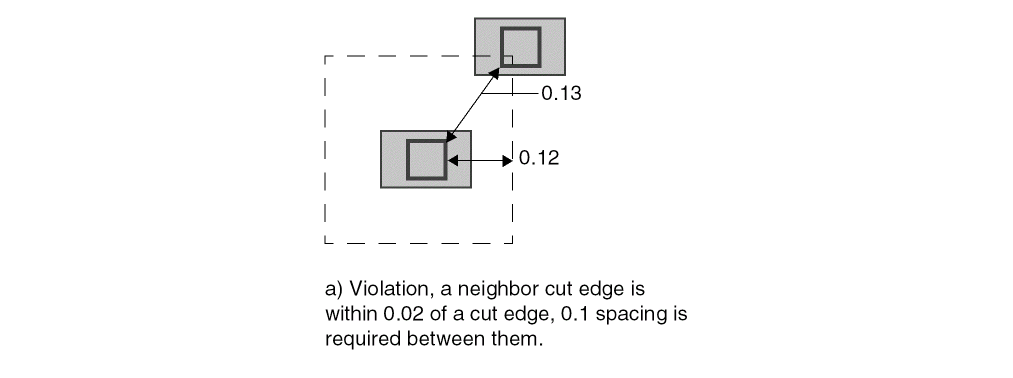 0.13
0.12
a) Violation, a neighbor cut edge is
within 0.02 of a cut edge, 0.1 spacing is
required between them.